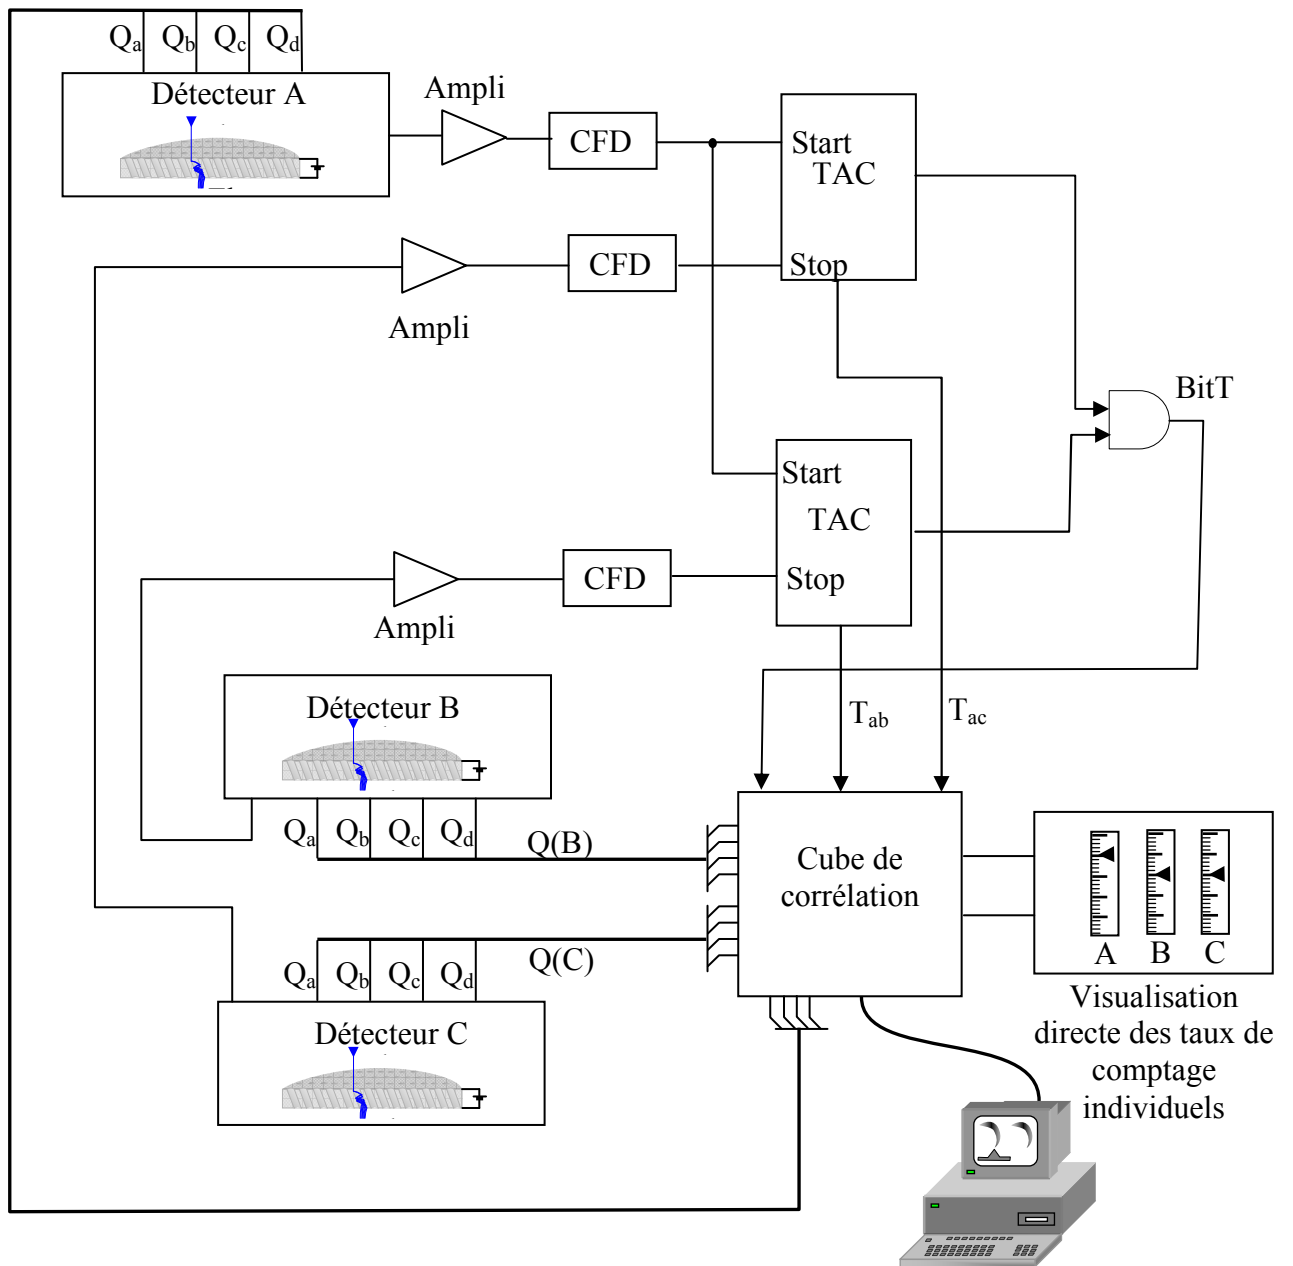 Qa Qb Qc Qd
Détecteur A
Ampli
CFD
Start
TAC
Stop
CFD
Ampli
BitT
Start
TAC
Stop
CFD
Ampli
Détecteur B
Tab
Tac
Qa Qb Qc Qd
Q(B)
Cube de
corrélation
Q(C)
Qa Qb Qc Qd
A B C
Détecteur C
Visualisation
directe des taux de
comptage
individuels